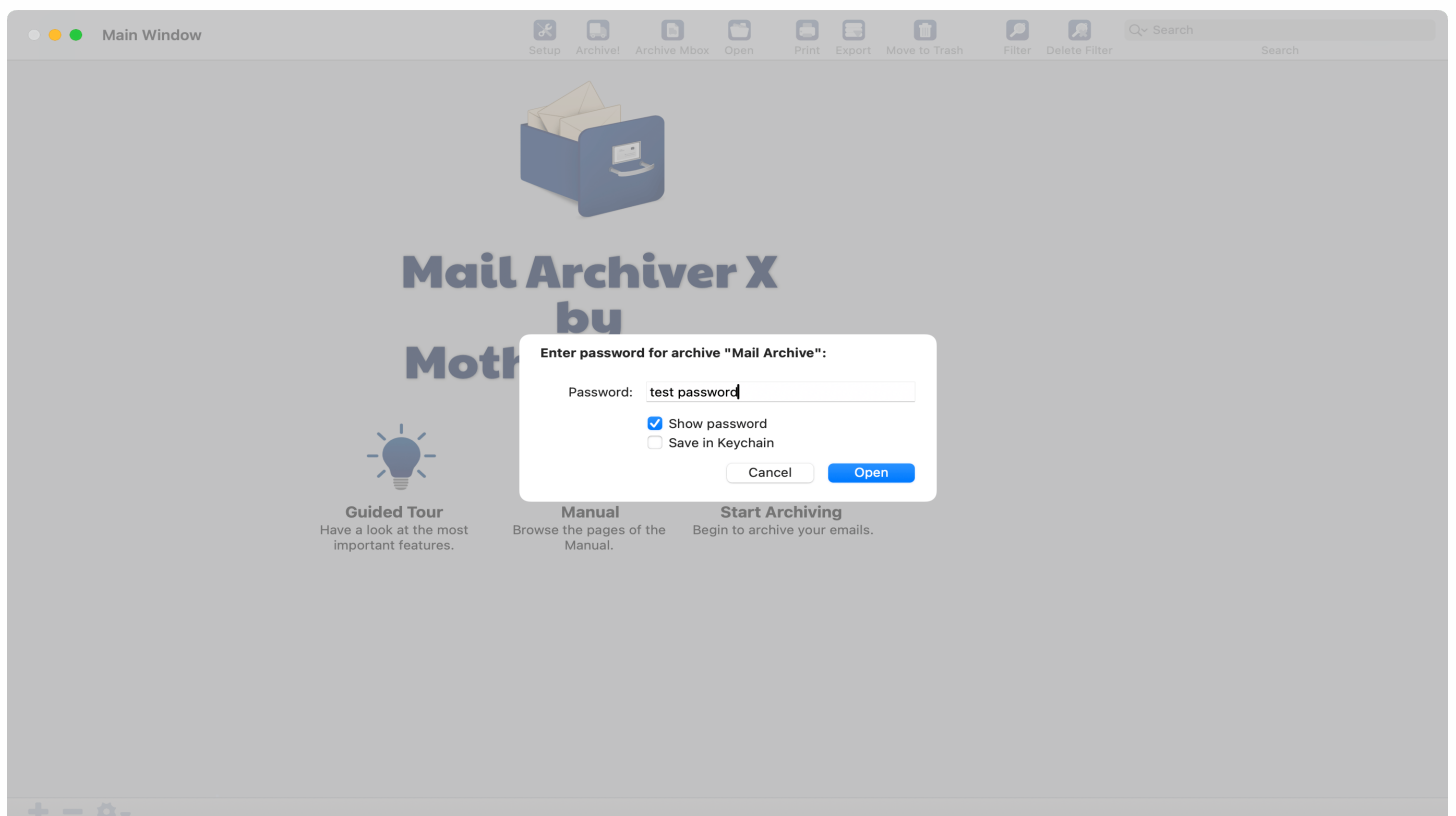 Main Window
Setup Archive! Archive Mbox Open Print Export Move to Trash Filter Delete Filter Search
Search
Mail Archiver X
by
Moth
Enter password for archive "Mail Archive":
Password: test password
Show password
Save in Keychain
Cancel Open
Guided Tour
Have a look at the most
important features.
Manual
Browse the pages of the
Manual.
Start Archiving
Begin to archive your emails.